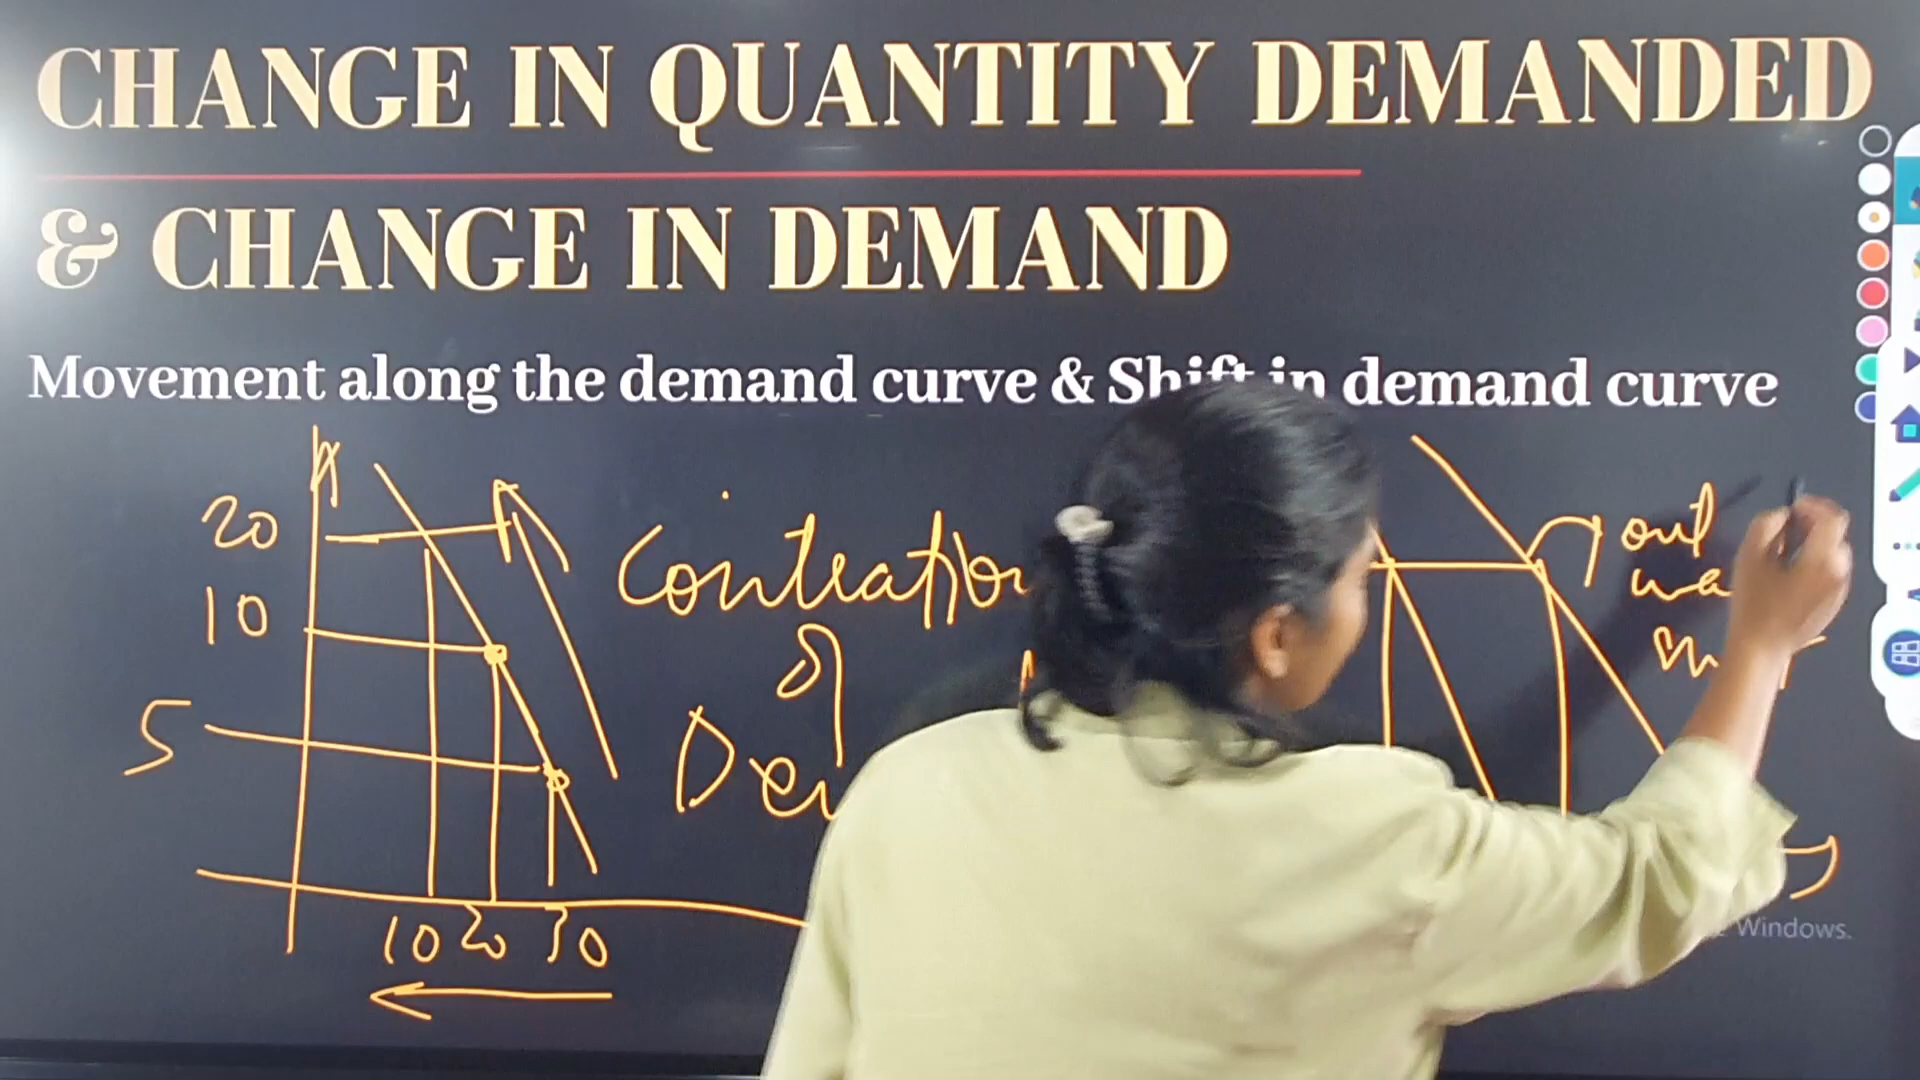 CHANGE IN QUANTITY DEMANDED
& CHANGE IN DEMAND
Movement along the demand curve & Shift in demand curve
20
10
5
10 20 30
Contration
of
out
Windows.